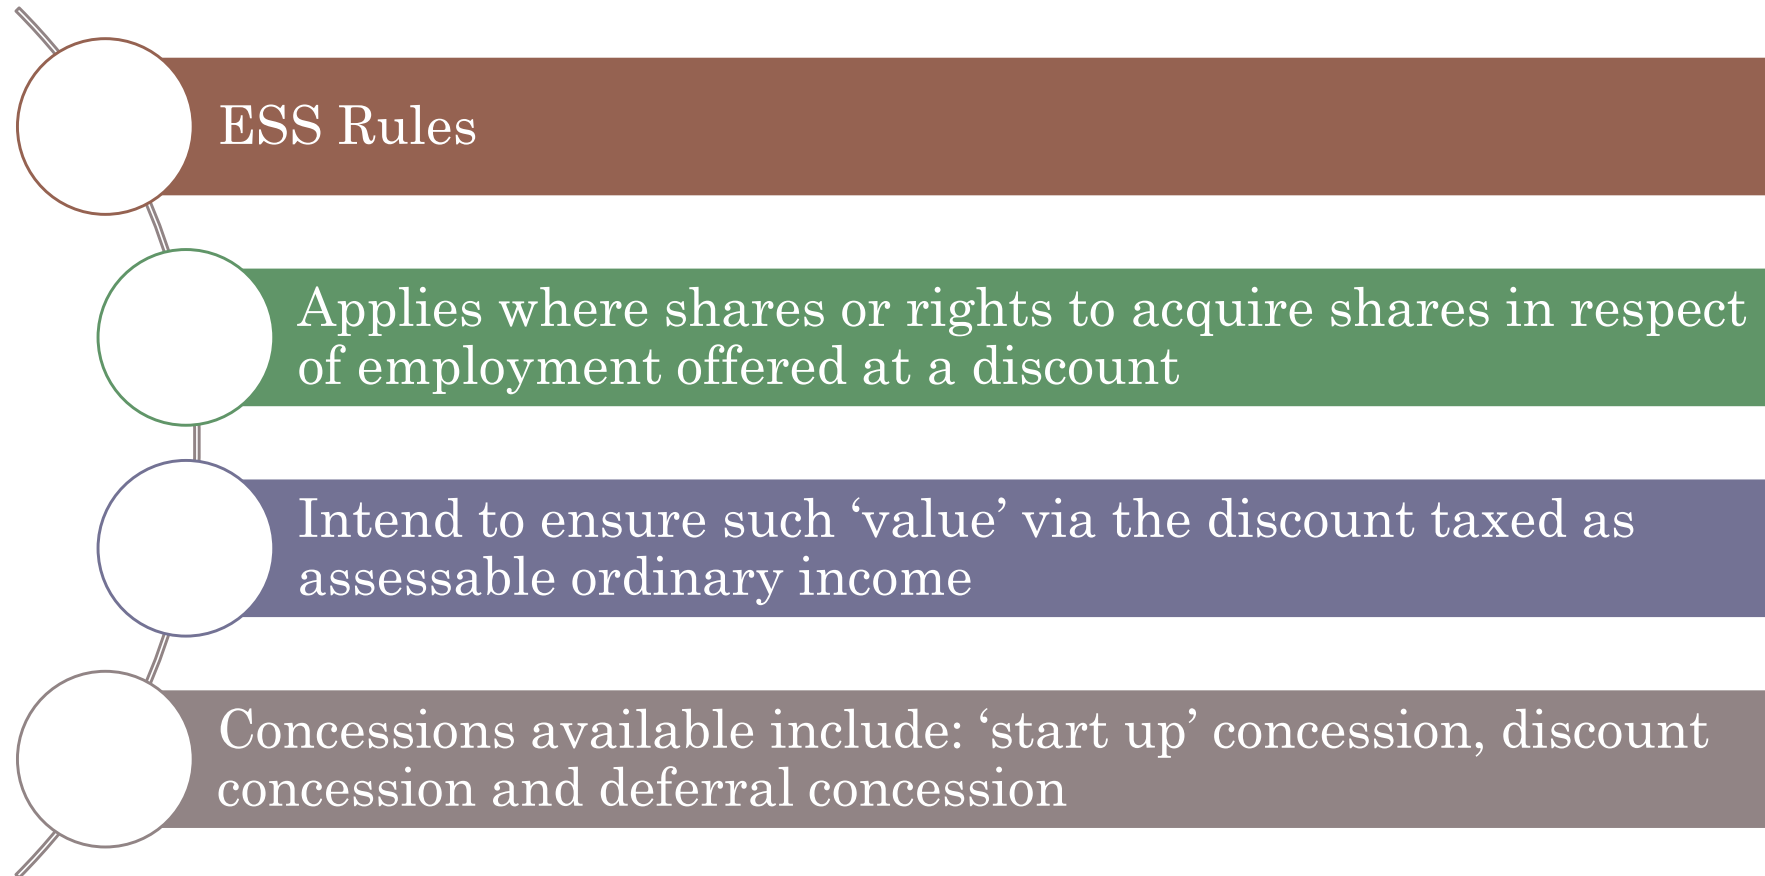 ESS Rules
Applies where shares or rights to acquire shares in respect
of employment offered at a discount
Intend to ensure such ‘value’ via the discount taxed as
assessable ordinary income
Concessions available include: ‘start up’ concession, discount
concession and deferral concession